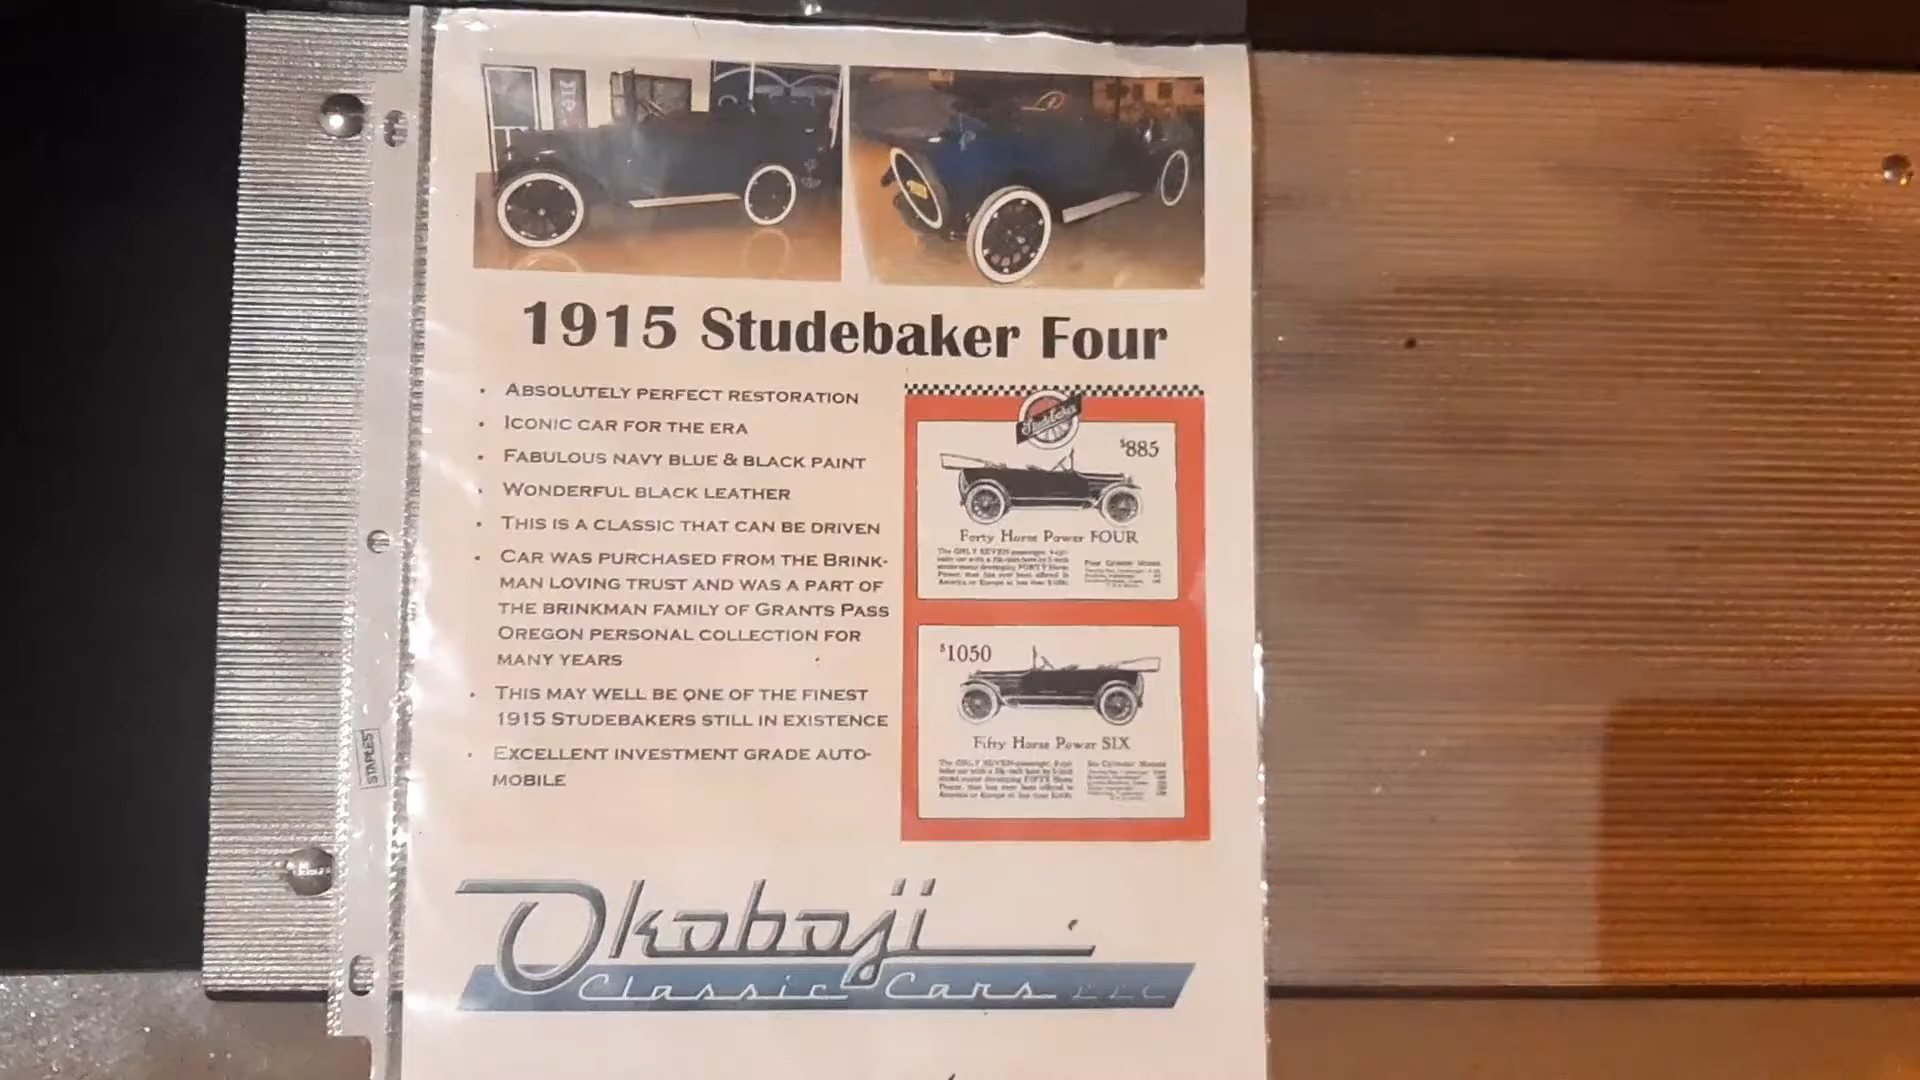 1915 Studebaker Four
• ABSOLUTELY PERFECT RESTORATION
• ICONIC CAR FOR THE ERA
• FABULOUS NAVY BLUE & BLACK PAINT
• WONDERFUL BLACK LEATHER
• THIS IS A CLASSIC THAT CAN BE DRIVEN
• CAR WAS PURCHASED FROM THE BRINK-
MAN LOVING TRUST AND WAS A PART OF
THE BRINKMAN FAMILY OF GRANTS PASS
OREGON PERSONAL COLLECTION FOR
MANY YEARS
• THIS MAY WELL BE ONE OF THE FINEST
1915 STUDEBAKERS STILL IN EXISTENCE
• EXCELLENT INVESTMENT GRADE AUTO-
MOBILE
Studebaker
$885
Forty Horse Power FOUR
$1050
Fifty Horse Power SIX
STAPLES
Okoboji
Classic Cars LLC